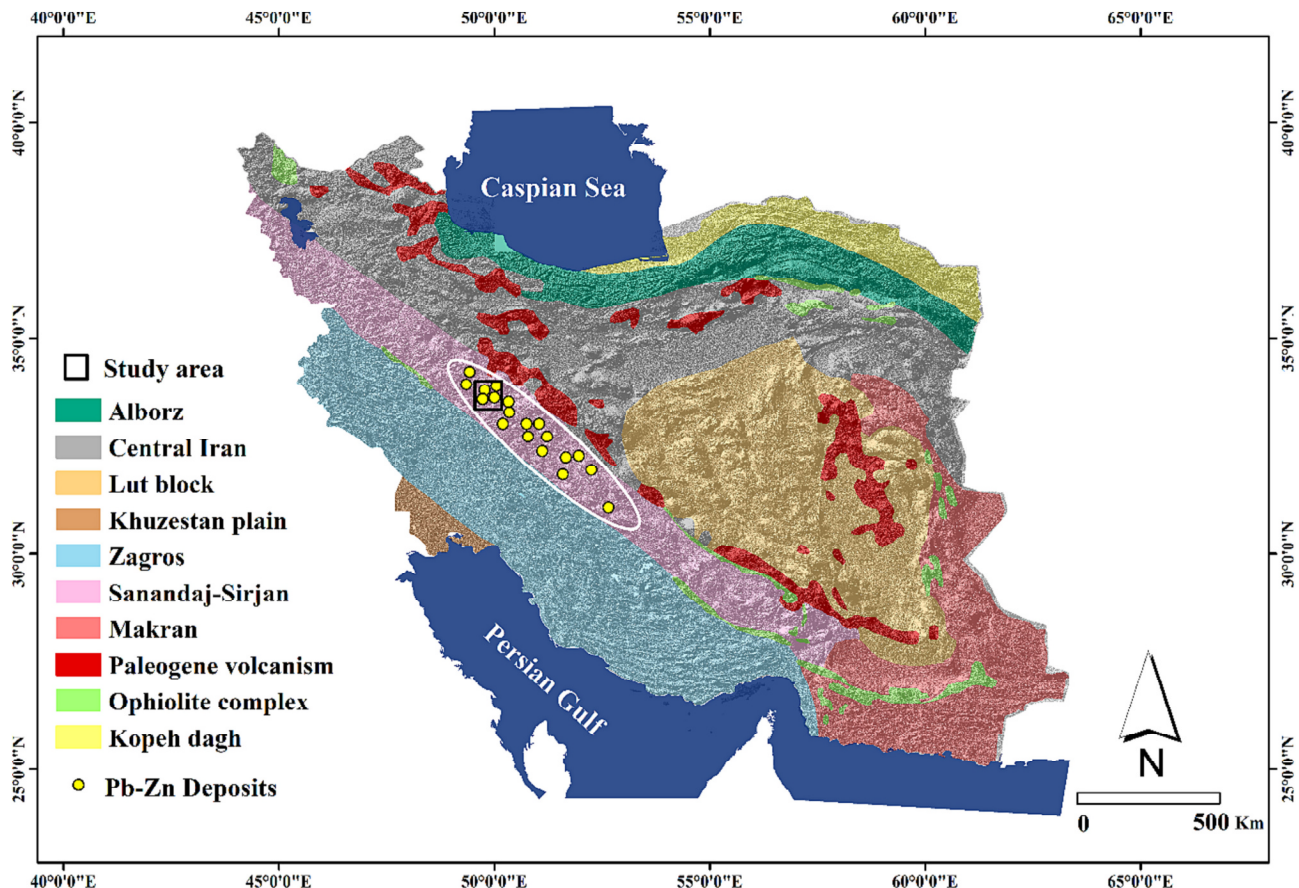 40°0'0"E 45°0'0"E 50°0'0"E 55°0'0"E 60°0'0"E 65°0'0"E
40°0'0"N
40°0'0"N
Caspian Sea
35°0'0"N
35°0'0"N
Study area
Alborz
Central Iran
Lut block
Khuzestan plain
Zagros
Sanandaj-Sirjan
Makran
Paleogene volcanism
Ophiolite complex
Kopeh dagh
Pb-Zn Deposits
30°0'0"N
30°0'0"N
Persian Gulf
25°0'0"N
25°0'0"N
N
0 500 Km
40°0'0"E 45°0'0"E 50°0'0"E 55°0'0"E 60°0'0"E 65°0'0"E